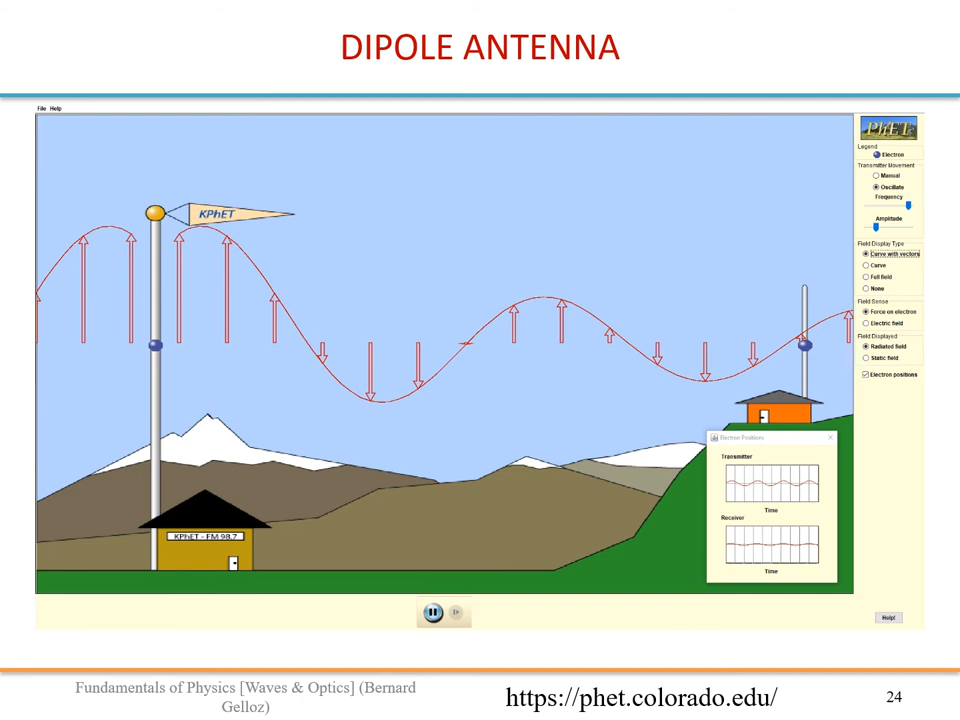 DIPOLE ANTENNA
File Help
PhET
Legend
Electron
Transmitter Movement
Manual
Oscillate
Frequency
Amplitude
Field Display Type
Curve with vectors
Curve
Full field
None
Field Sense
Force on electron
Electric field
Field Displayed
Radiated field
Static field
Electron positions
KPhET
KPhET - FM 98.7
Electron Positions
Transmitter
Time
Receiver
Time
Help!
Fundamentals of Physics [Waves & Optics] (Bernard
Gelloz)
https://phet.colorado.edu/
24